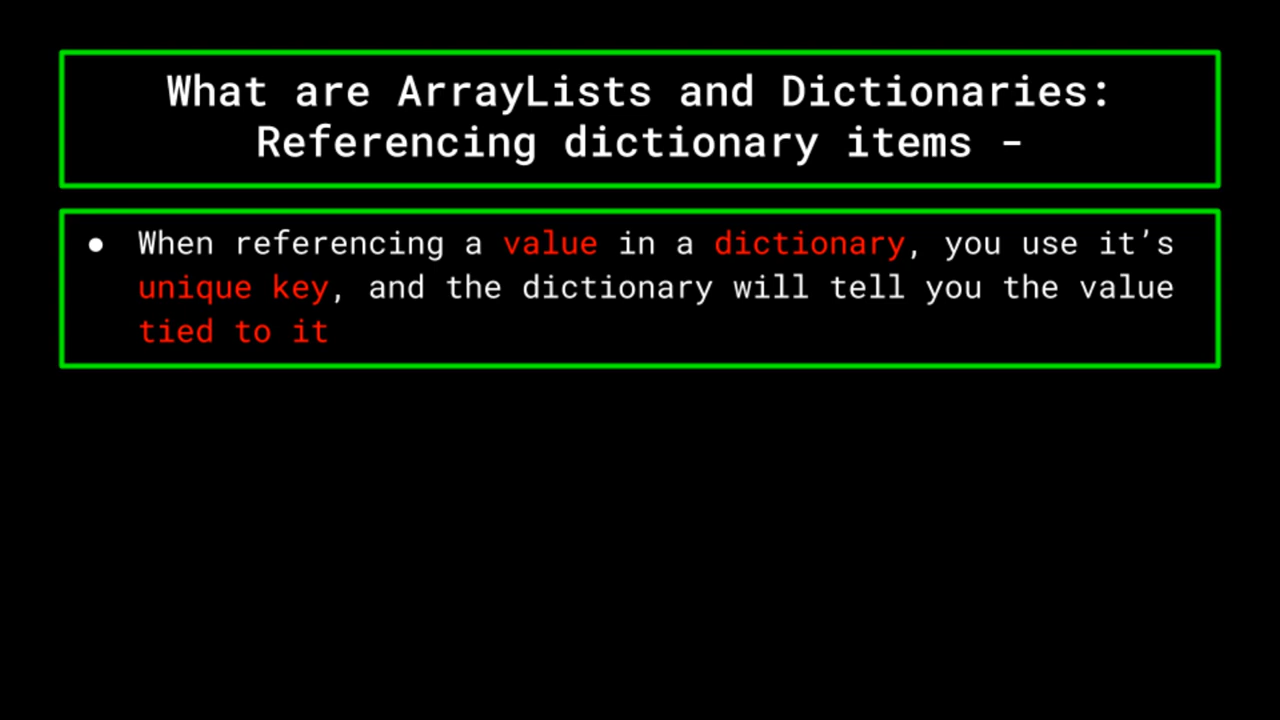 What are ArrayLists and Dictionaries:
Referencing dictionary items -
● When referencing a value in a dictionary, you use it’s
unique key, and the dictionary will tell you the value
tied to it